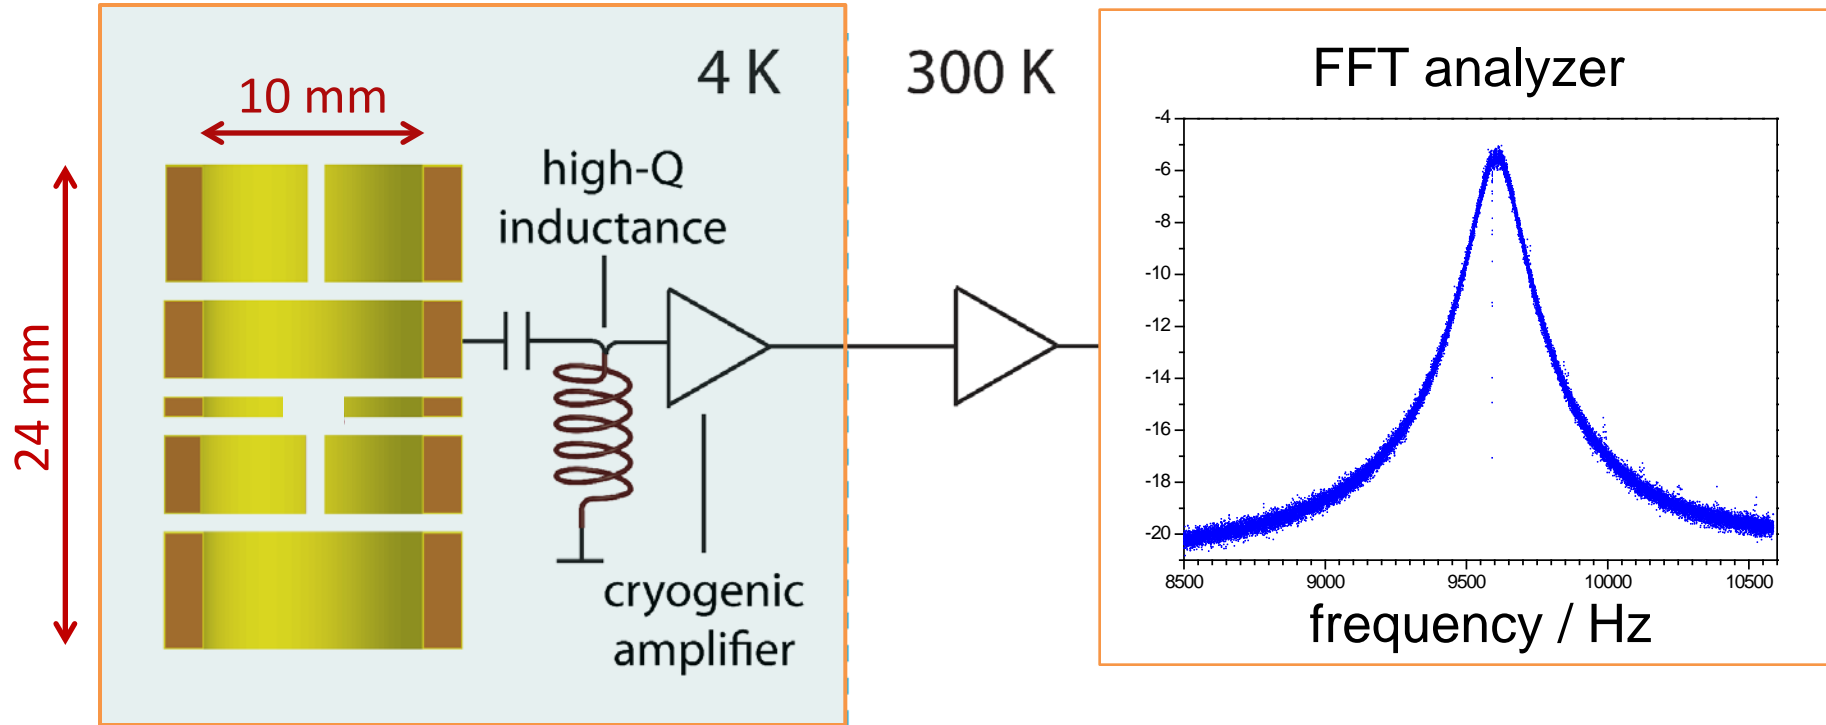 4 K
300 K
FFT analyzer
10 mm
24 mm
high-Q
inductance
cryogenic
amplifier
-4
-6
-8
-10
-12
-14
-16
-18
-20
8500
9000
9500
10000
10500
frequency / Hz